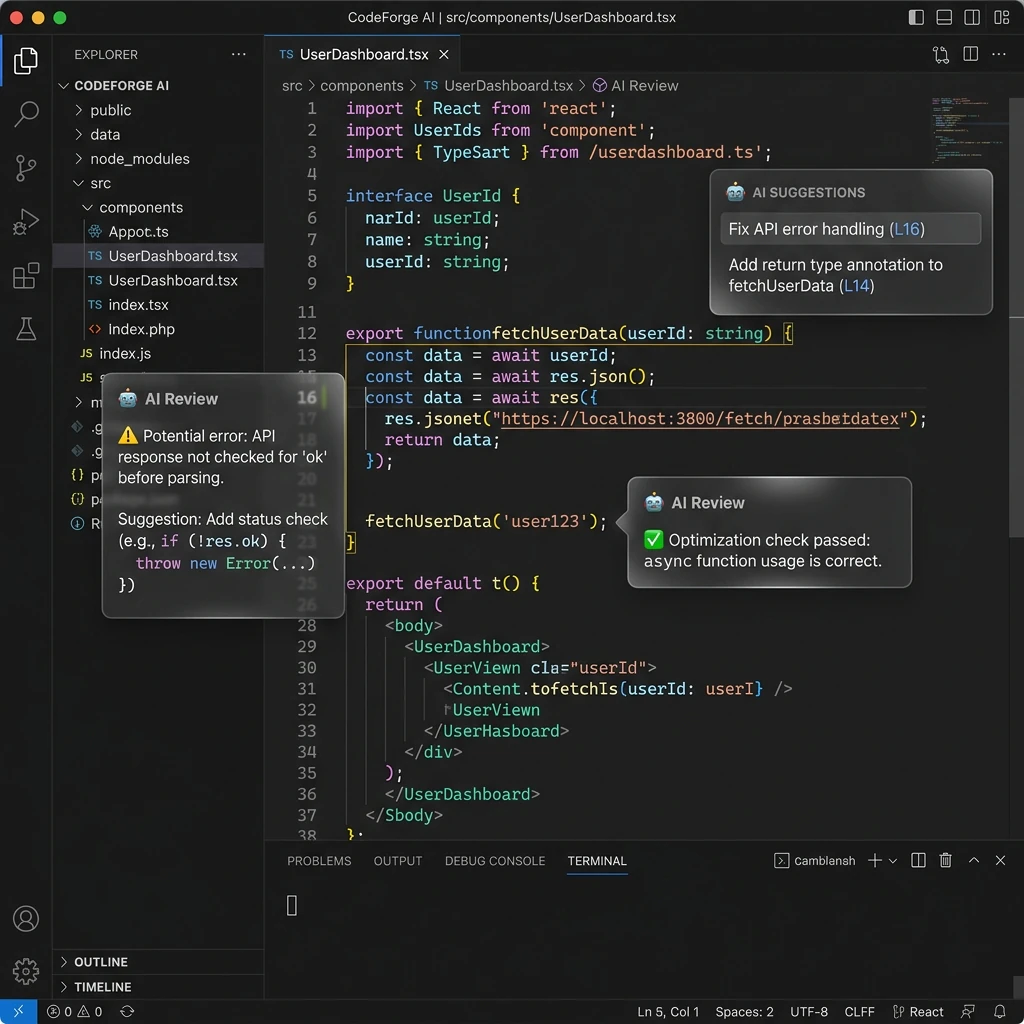 CodeForge AI | src/components/UserDashboard.tsx
EXPLORER ···
CODEFORGE AI
public
data
node_modules
src
components
Appot.ts
TS UserDashboard.tsx
TS UserDashboard.tsx
TS index.tsx
<> Index.php
JS index.js
J5
{}
OUTLINE
TIMELINE
TS UserDashboard.tsx ×
src > components > TS UserDashboard.tsx > AI Review
1 import { React from 'react';
2 import UserIds from 'component';
3 import { TypeSart } from /userdashboard.ts';
4
5 interface UserId {
6 narId: userId;
7 name: string;
8 userId: string;
9 }
11
12 export functionfetchUserData(userId: string) {
13 const data = await userId;
const data = await res.json();
16 const data = await res({
res.jsonet("https://localhost:3800/fetch/prasbetdatex");
return data;
});
fetchUserData('user123');
}
export default t() {
return (
28 <body>
29 <UserDashboard>
30 <UserViewn cla="userId">
31 <Content.tofetchIs(userId: userI} />
32 UserViewn
33 </UserHasboard>
34 </div>
35 );
36 </UserDashboard>
37 </Sbody>
38 };
AI SUGGESTIONS
Fix API error handling (L16)
Add return type annotation to
fetchUserData (L14)
AI Review
Potential error: API
response not checked for 'ok'
before parsing.
Suggestion: Add status check
(e.g., if (!res.ok) {
throw new Error(...)
})
AI Review
Optimization check passed:
async function usage is correct.
PROBLEMS OUTPUT DEBUG CONSOLE TERMINAL
camblansh
0 0
Ln 5, Col 1 Spaces: 2 UTF-8 CLFF React